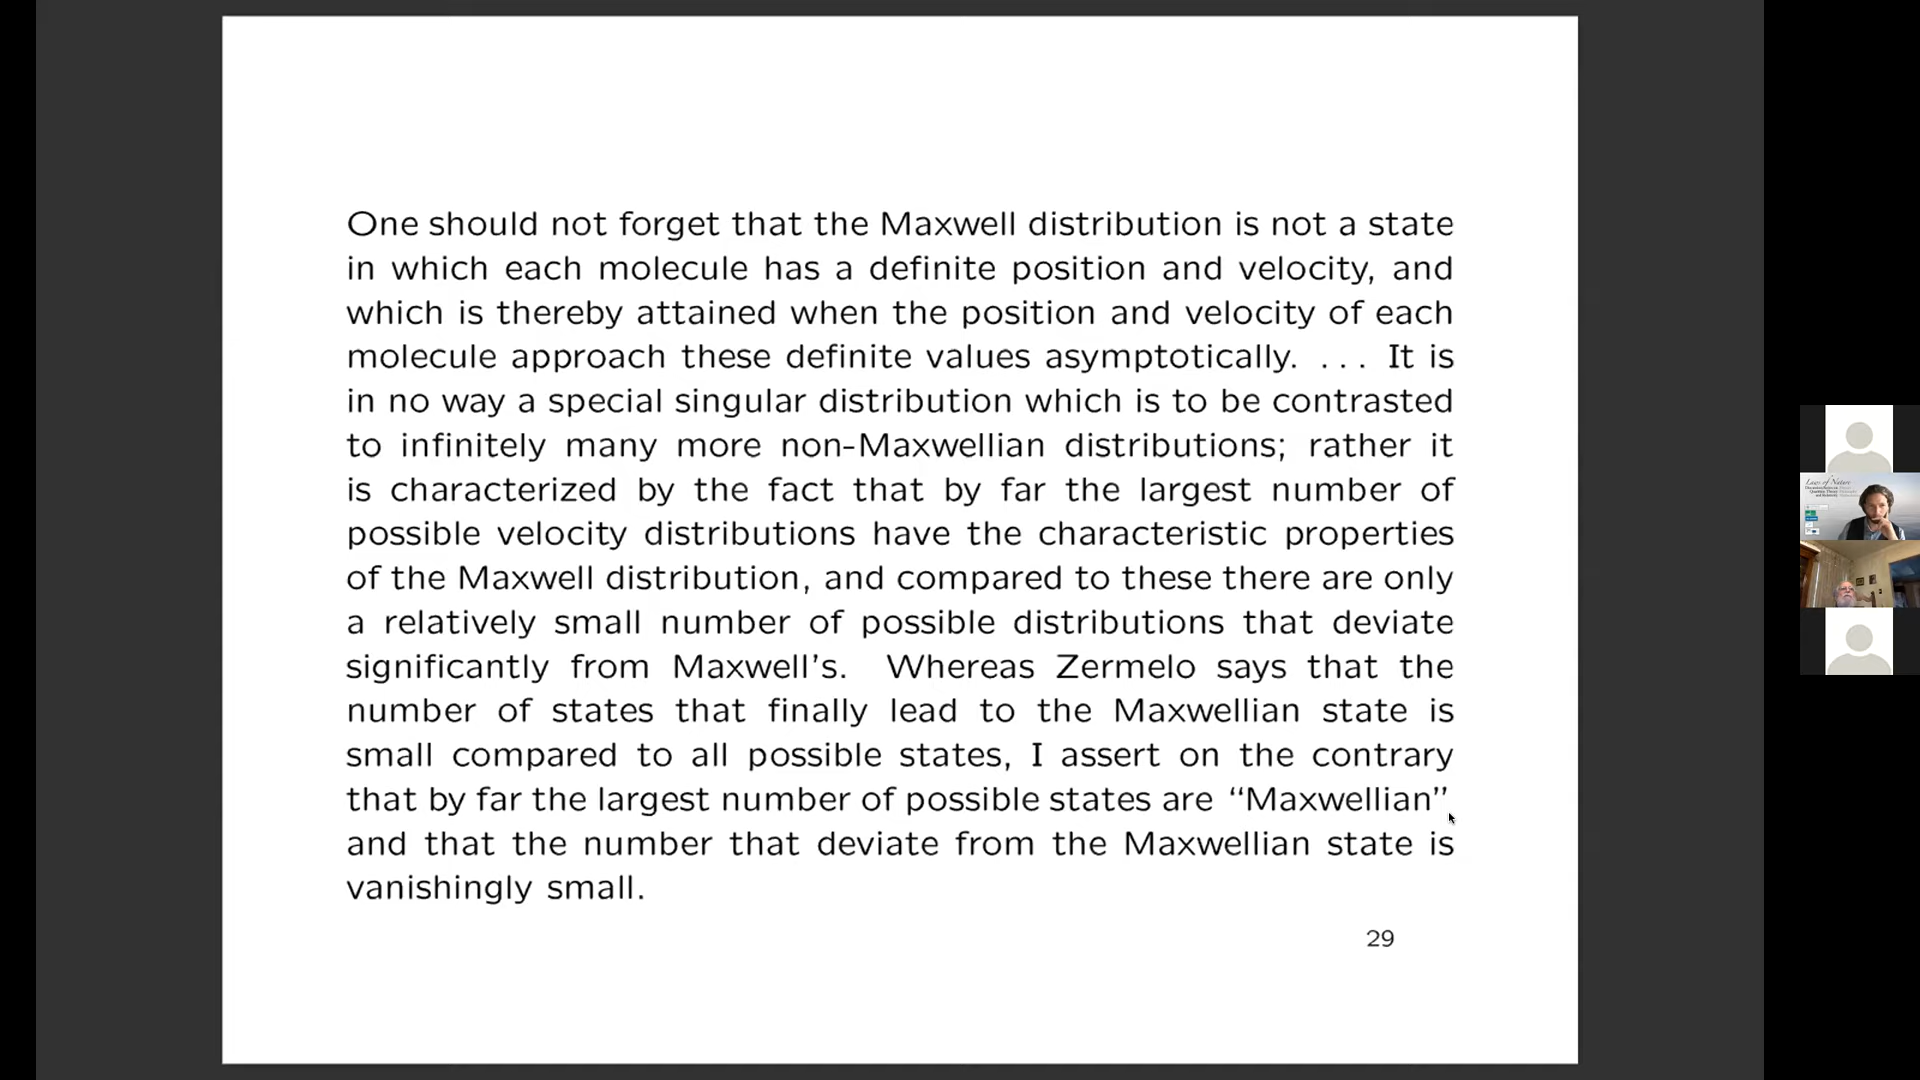 One should not forget that the Maxwell distribution is not a state
in which each molecule has a definite position and velocity, and
which is thereby attained when the position and velocity of each
molecule approach these definite values asymptotically. ... It is
in no way a special singular distribution which is to be contrasted
to infinitely many more non-Maxwellian distributions; rather it
is characterized by the fact that by far the largest number of
possible velocity distributions have the characteristic properties
of the Maxwell distribution, and compared to these there are only
a relatively small number of possible distributions that deviate
significantly from Maxwell’s. Whereas Zermelo says that the
number of states that finally lead to the Maxwellian state is
small compared to all possible states, I assert on the contrary
that by far the largest number of possible states are “Maxwellian”
and that the number that deviate from the Maxwellian state is
vanishingly small.
29
Laws of Nature